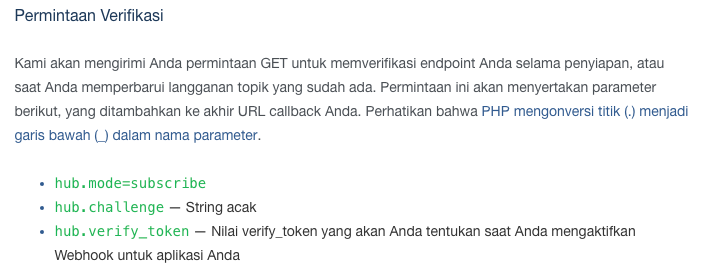 Permintaan Verifikasi
Kami akan mengirimi Anda permintaan GET untuk memverifikasi endpoint Anda selama penyiapan, atau
saat Anda memperbarui langganan topik yang sudah ada. Permintaan ini akan menyertakan parameter
berikut, yang ditambahkan ke akhir URL callback Anda. Perhatikan bahwa PHP mengonversi titik (.) menjadi
garis bawah (_) dalam nama parameter.
• hub.mode=subscribe
• hub.challenge — String acak
• hub.verify_token — Nilai verify_token yang akan Anda tentukan saat Anda mengaktifkan
Webhook untuk aplikasi Anda